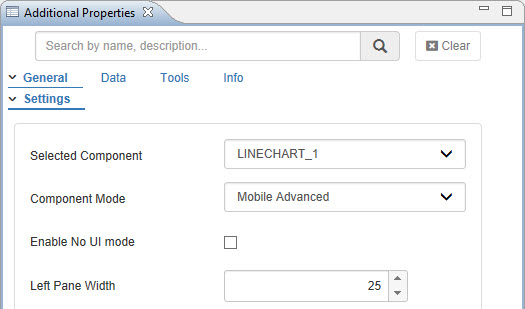 Additional Properties
Search by name, description...
Clear
General Data Tools Info
Settings
Selected Component LINECHART_1
Component Mode Mobile Advanced
Enable No UI mode
Left Pane Width 25